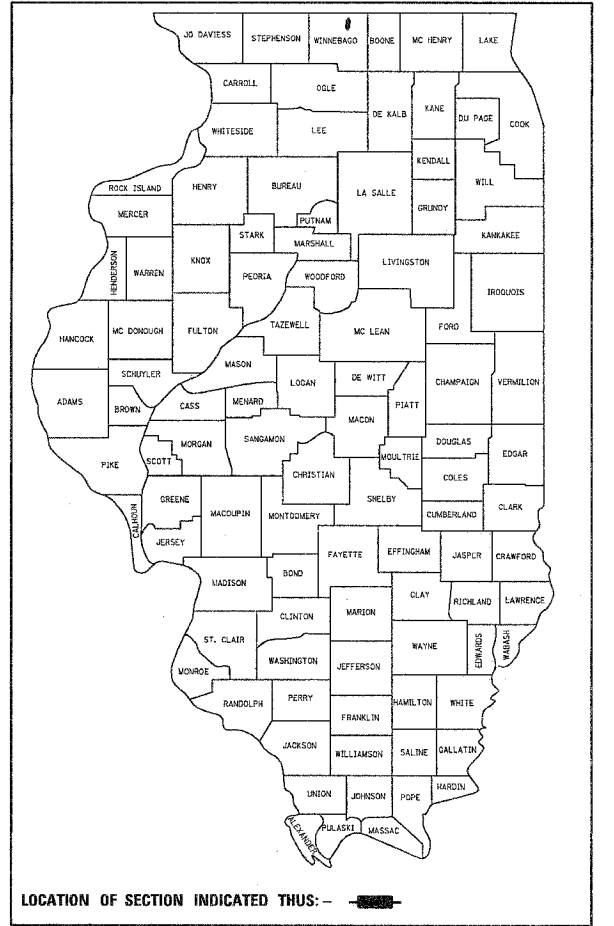 JO DAVIESS STEPHENSON WINNEBAGO BOONE MC HENRY LAKE
CARROLL OGLE
DE KALB KANE DU PAGE COOK
WHITESIDE LEE
KENDALL WILL
ROCK ISLAND HENRY BUREAU LA SALLE GRUNDY
MERCER PUTNAM
STARK MARSHALL KANKAKEE
HENDERSON WARREN KNOX PEORIA WOODFORD LIVINGSTON
IROQUOIS
HANCOCK MC DONOUGH FULTON TAZEWELL MC LEAN FORD
MASON
SCHUYLER LOGAN DE WITT CHAMPAIGN VERMILION
ADAMS BROWN CASS MENARD PIATT
MACON
MORGAN SANGAMON DOUGLAS
PIKE SCOTT MOULTRIE EDGAR
CHRISTIAN COLES
GREENE MACOUPIN SHELBY
CALHOUN MONTGOMERY CUMBERLAND CLARK
JERSEY
FAYETTE EFFINGHAM JASPER CRAWFORD
MADISON BOND
CLAY RICHLAND LAWRENCE
CLINTON MARION
ST. CLAIR WAYNE EDWARDS WABASH
WASHINGTON JEFFERSON
MONROE
RANDOLPH PERRY HAMILTON WHITE
FRANKLIN
JACKSON WILLIAMSON SALINE GALLATIN
UNION JOHNSON POPE HARDIN
ALEXANDER PULASKI MASSAC
LOCATION OF SECTION INDICATED THUS: -